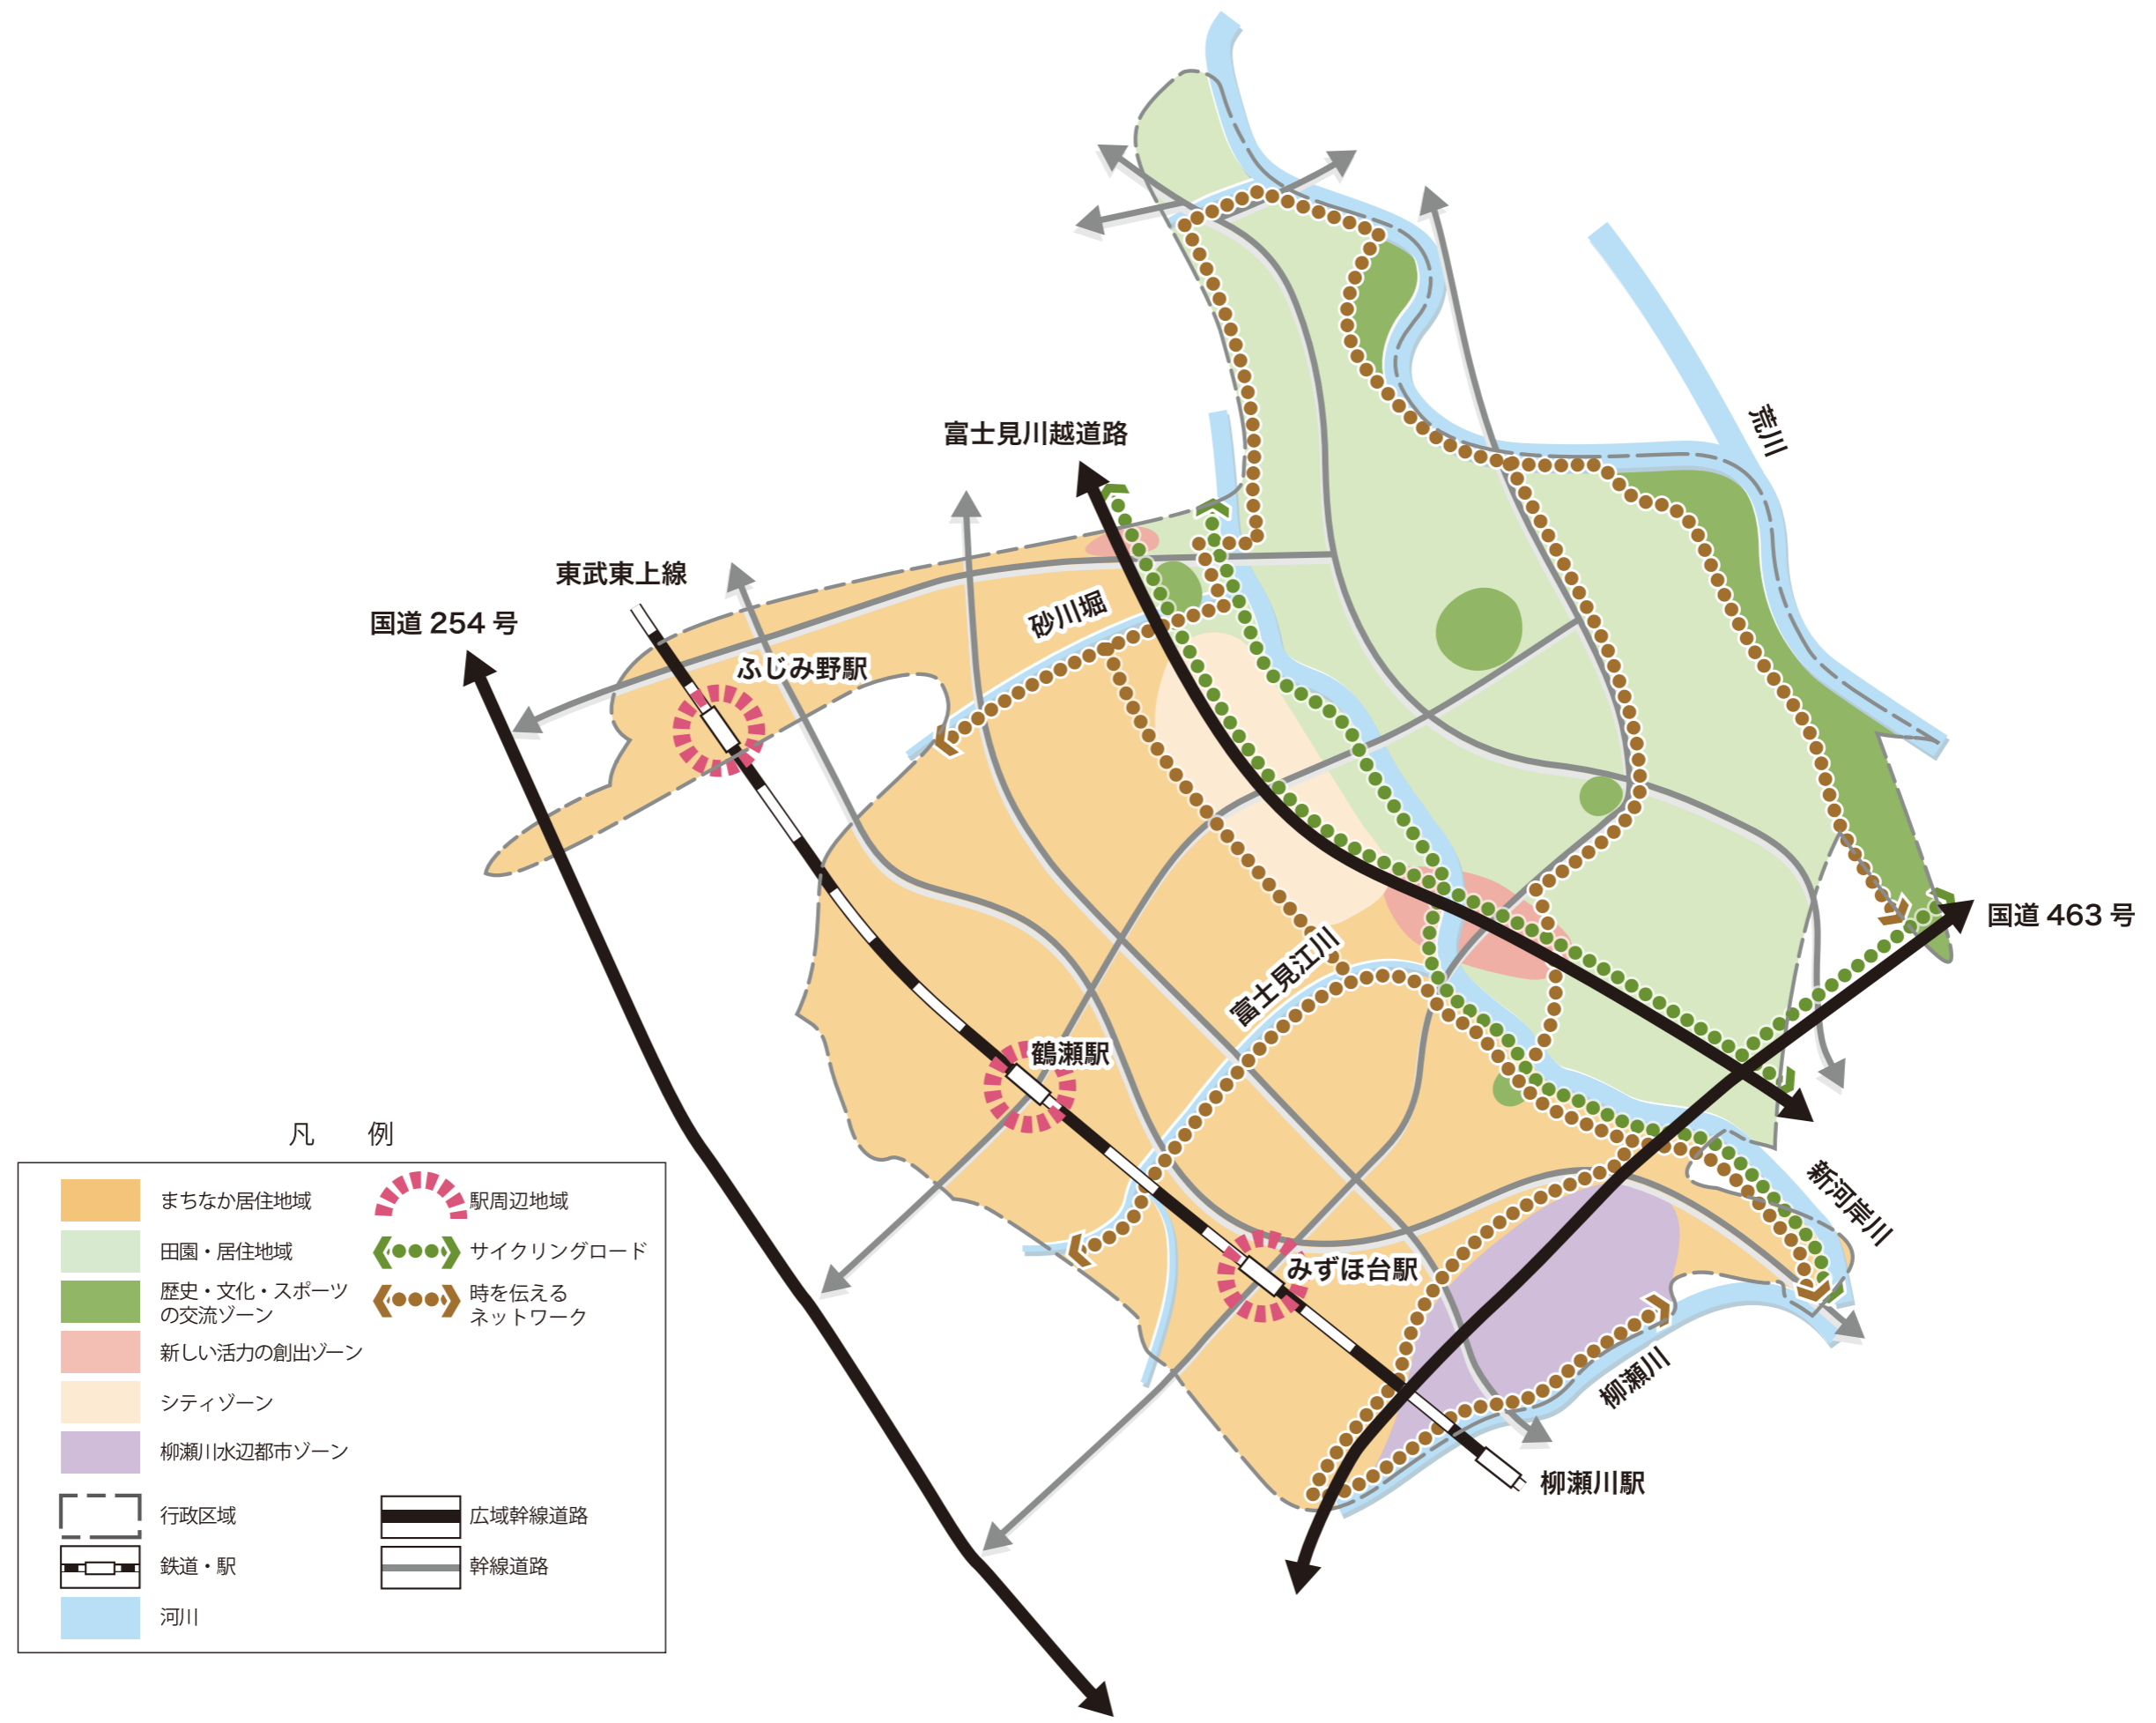 荒川
富士見川越道路
東武東上線
国道 254 号
砂川堀
ふじみ野駅
国道 463 号
富士見江川
鶴瀬駅
新河岸川
みずほ台駅
柳瀬川
柳瀬川駅
凡 例
まちなか居住地域
田園・居住地域
歴史・文化・スポーツ
の交流ゾーン
新しい活力の創出ゾーン
シティゾーン
柳瀬川水辺都市ゾーン
行政区域
鉄道・駅
河川
駅周辺地域
サイクリングロード
時を伝える
ネットワーク
広域幹線道路
幹線道路